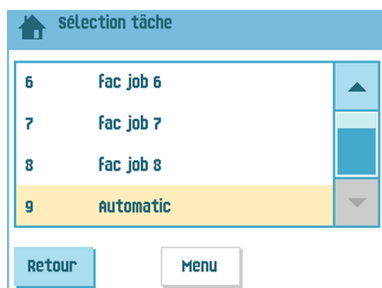 Sélection tâche
6 Fac job 6
7 Fac job 7
8 Fac job 8
9 Automatic
Retour Menu